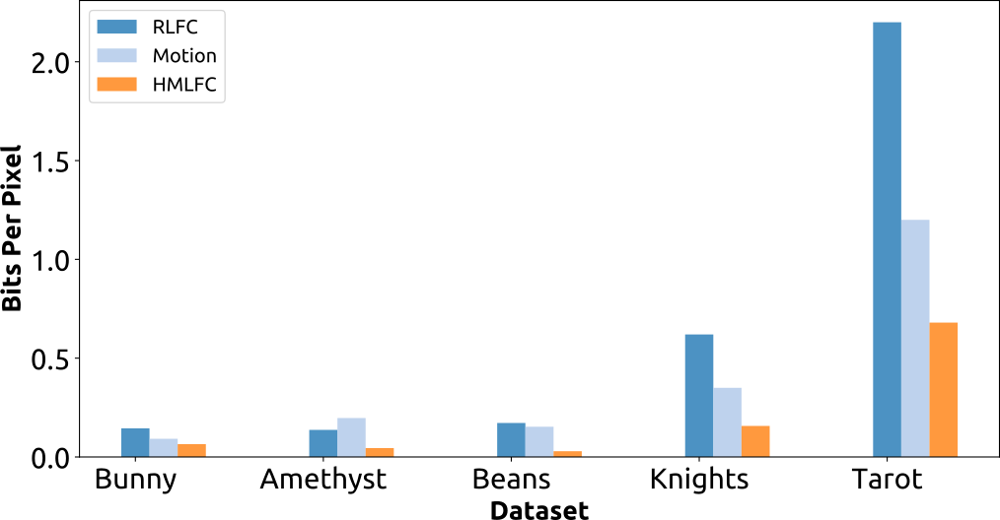 RLFC
Motion
HMLFC
Bits Per Pixel
2.0
1.5
1.0
0.5
0.0
Bunny Amethyst Beans Knights Tarot
Dataset